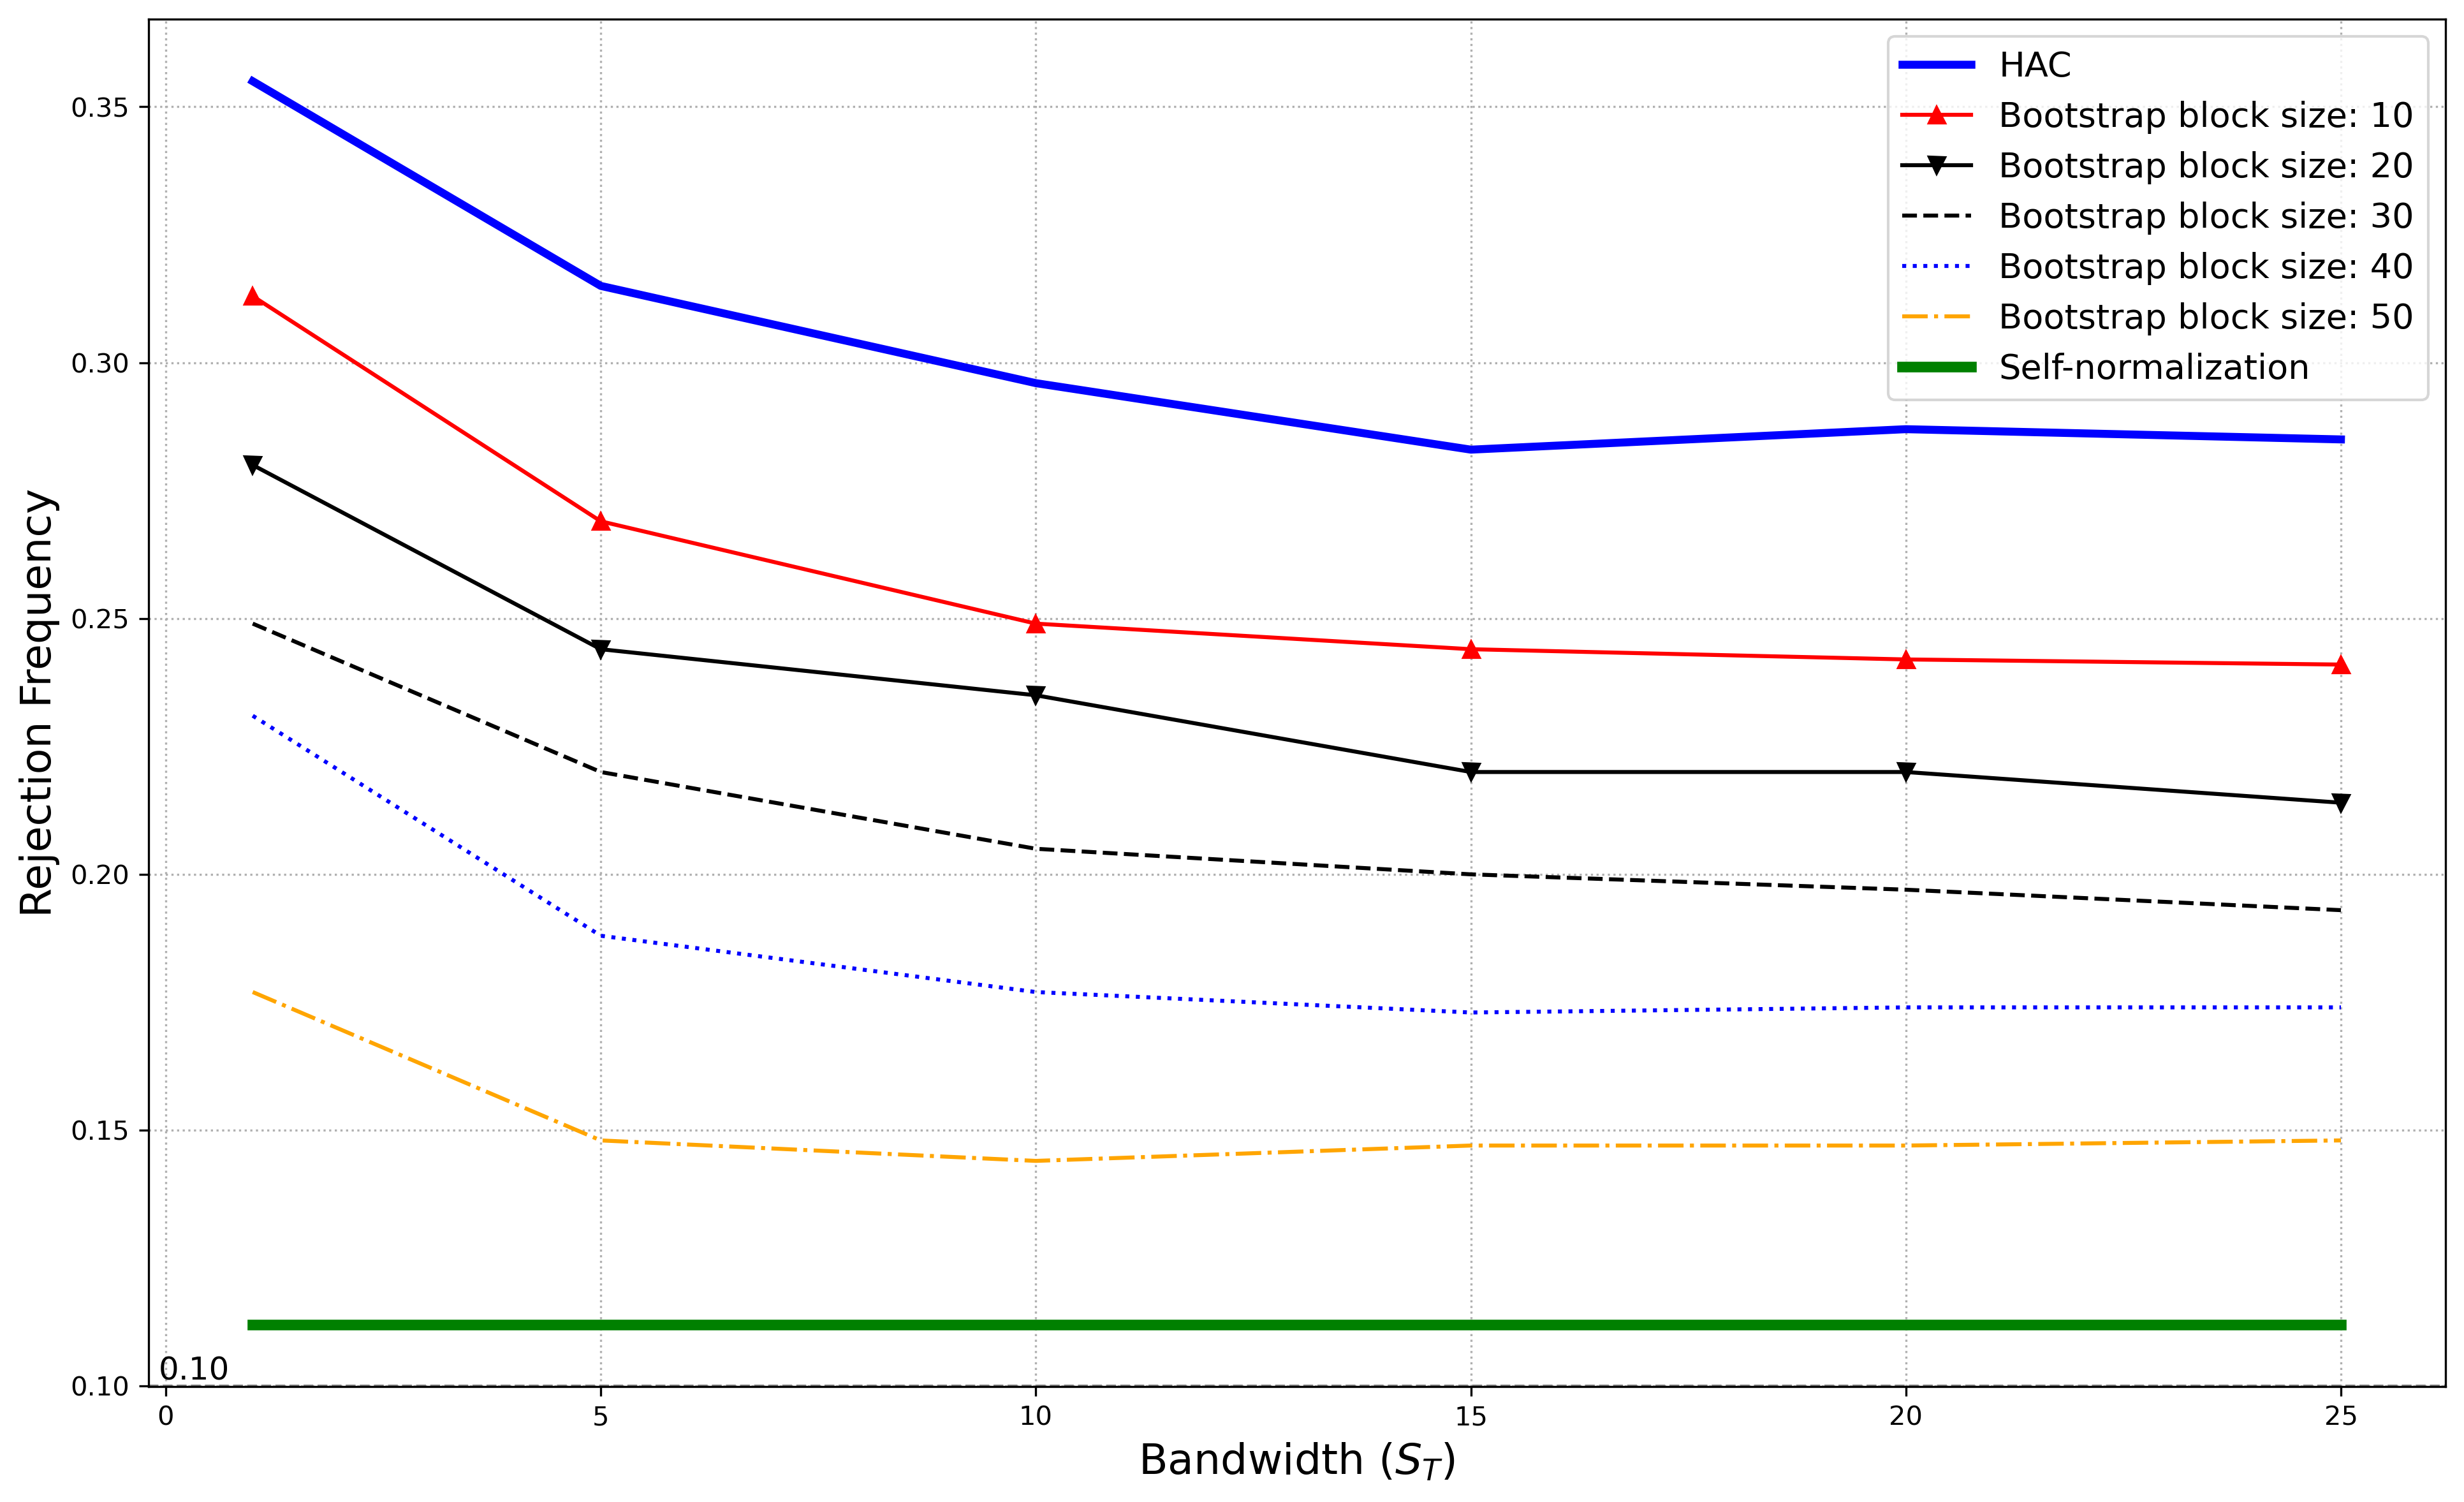 HAC
Bootstrap block size: 10
Bootstrap block size: 20
Bootstrap block size: 30
Bootstrap block size: 40
Bootstrap block size: 50
Self-normalization
Rejection Frequency
0.35
0.30
0.25
0.20
0.15
0.10
0.10
0 5 10 15 20 25
Bandwidth (S_T)